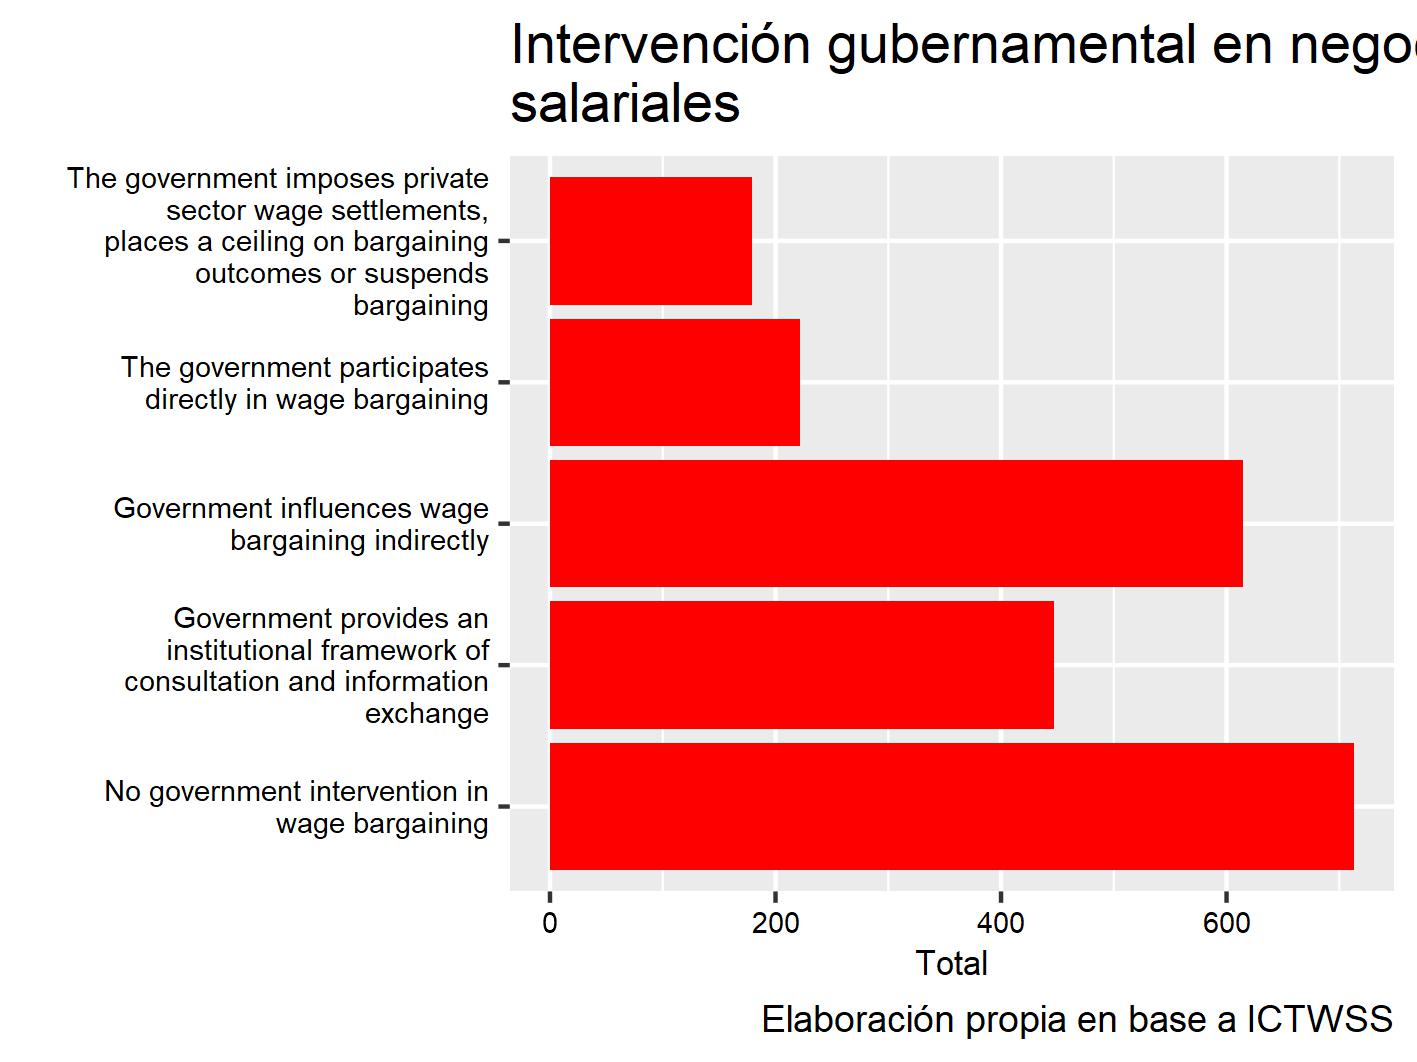 Intervención gubernamental en
salariales
The government imposes private
sector wage settlements,
places a ceiling on bargaining
outcomes or suspends
bargaining
The government participates
directly in wage bargaining
Government influences wage
bargaining indirectly
Government provides an
institutional framework of
consultation and information
exchange
No government intervention in
wage bargaining
0 200 400 600
Total
Elaboración propia en base a ICTWSS